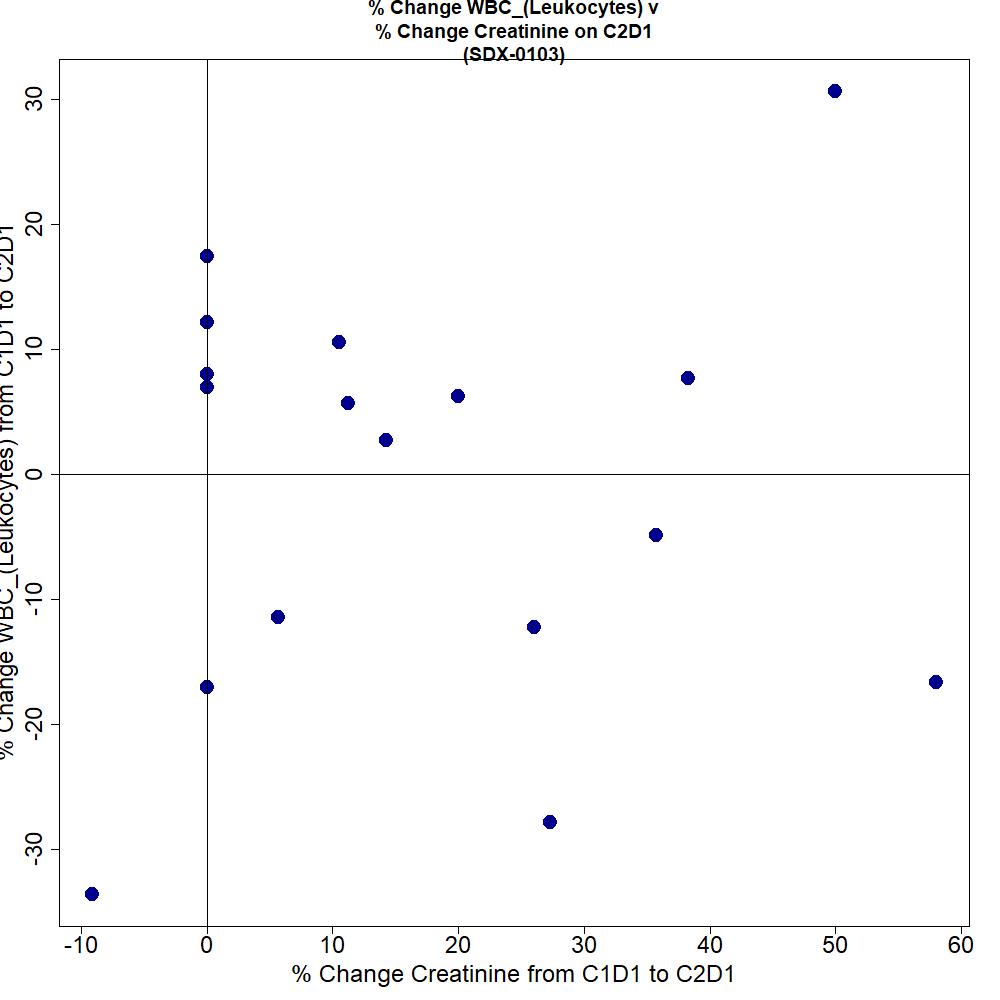 % Change WBC_(Leukocytes) v
% Change Creatinine on C2D1
(SDX-0103)
% Change WBC_(Leukocytes) from C1D1 to C2D1
30
20
10
0
-10
-20
-30
-10 0 10 20 30 40 50 60
% Change Creatinine from C1D1 to C2D1